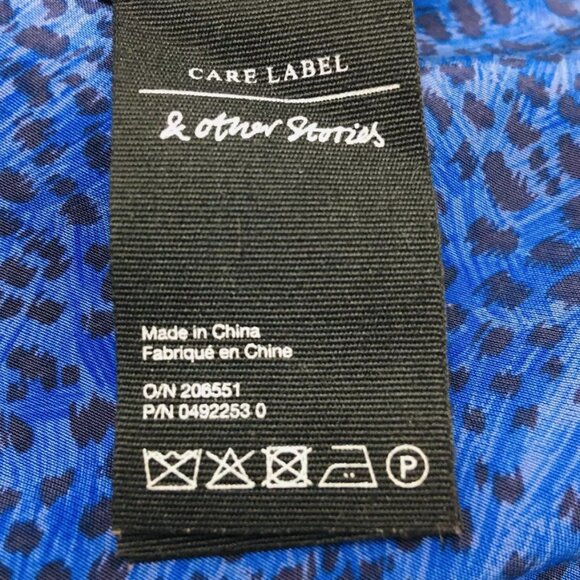 CARE LABEL
& other Stories
Made in China
Fabriqué en Chine
O/N 206551
P/N 0492253 0
P